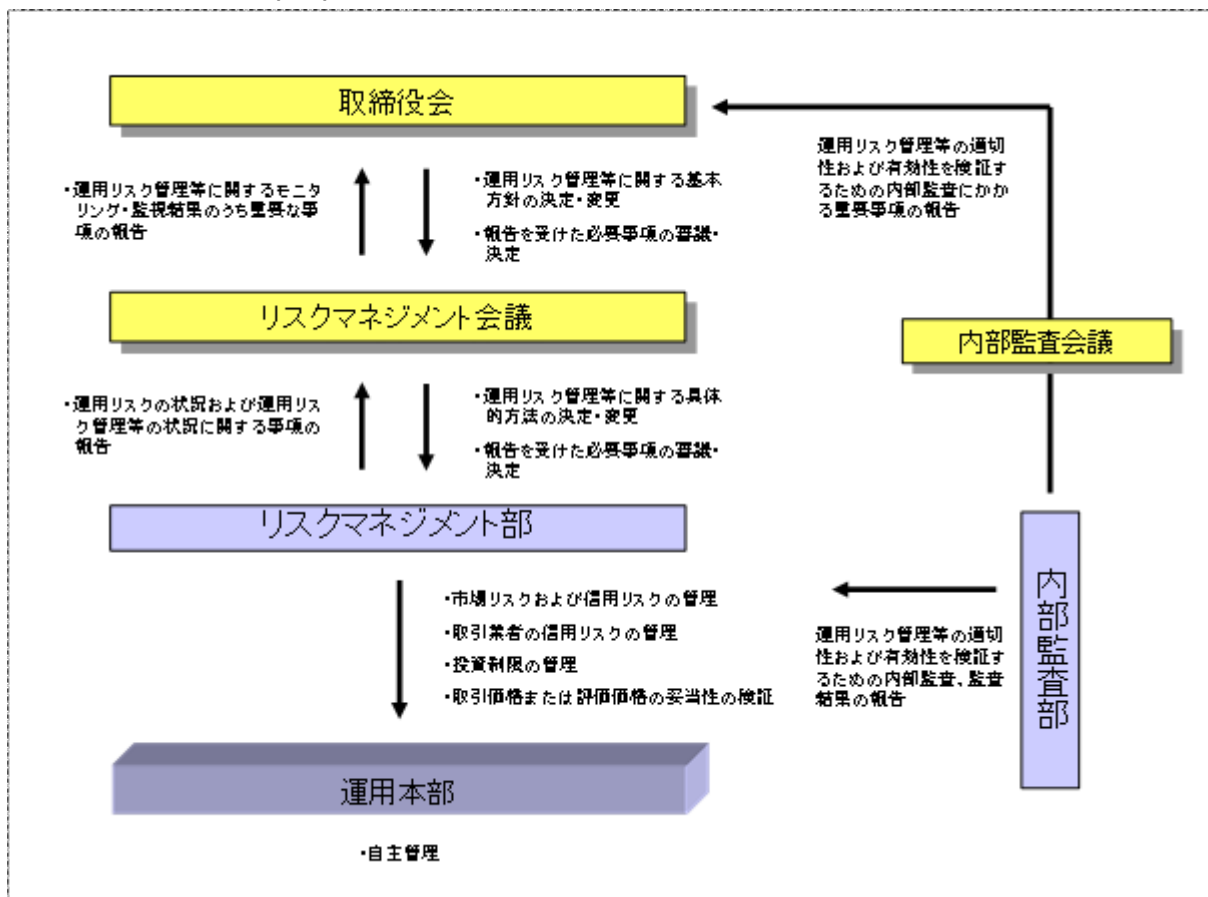 取締役会
・運用リスク管理等に関するモニ
タリング・監視結果のうち重要な事
項の報告
・運用リスク管理等に関する基本
方針の決定・変更
・報告を受けた必要事項の審議・
決定
運用リスク管理等の適切
性および有効性を検証す
るための内部監査にかか
る重要事項の報告
リスクマネジメント会議
内部監査会議
・運用リスクの状況および運用リス
ク管理等の状況に関する事項の
報告
・運用リスク管理等に関する具体
的方法の決定・変更
・報告を受けた必要事項の審議・
決定
リスクマネジメント部
内部監査部
・市場リスクおよび信用リスクの管理
・取引業者の信用リスクの管理
・投資制限の管理
・取引価格または評価価格の妥当性の検証
運用リスク管理等の適切
性および有効性を検証す
るための内部監査、監査
結果の報告
運用本部
・自主管理